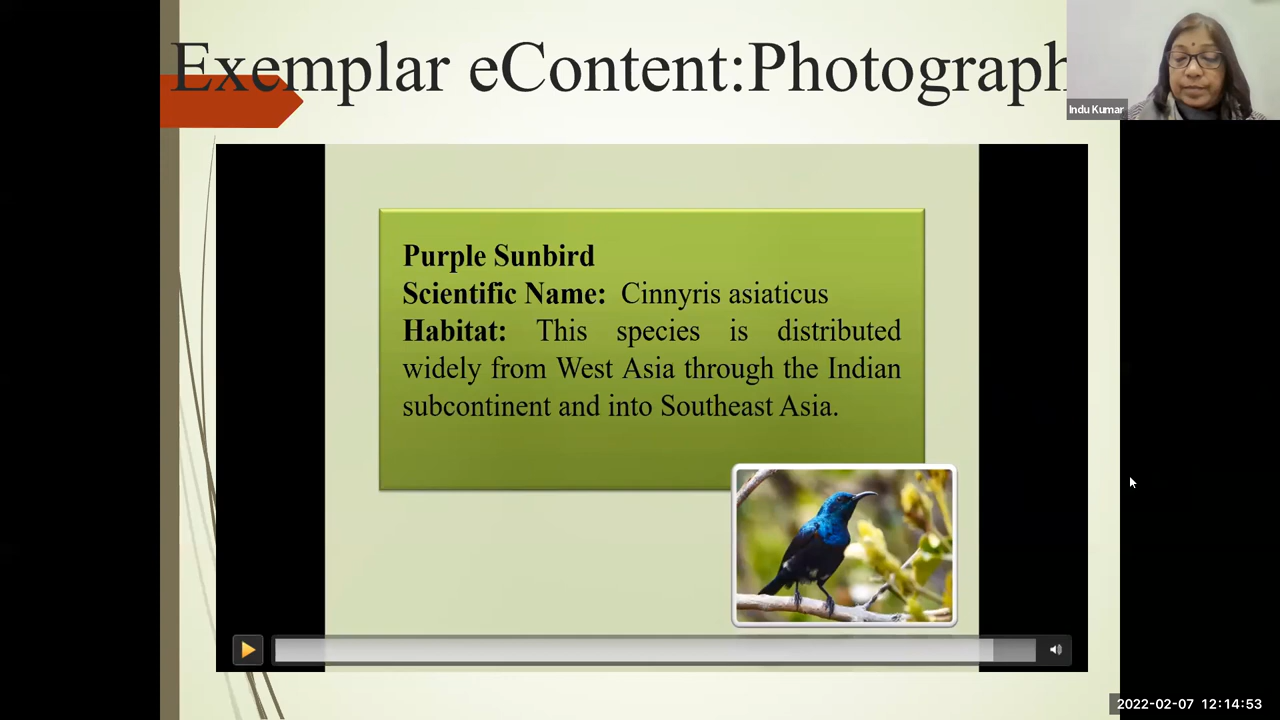 Exemplar eContent:Photograph
Indu Kumar
Purple Sunbird
Scientific Name: Cinnyris asiaticus
Habitat: This species is distributed
widely from West Asia through the Indian
subcontinent and into Southeast Asia.
2022-02-07 12:14:53